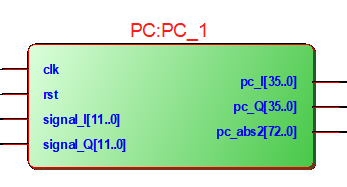 PC:PC_1
clk
rst
signal_I[11..0]
signal_Q[11..0]
pc_I[35..0]
pc_Q[35..0]
pc_abs2[72..0]